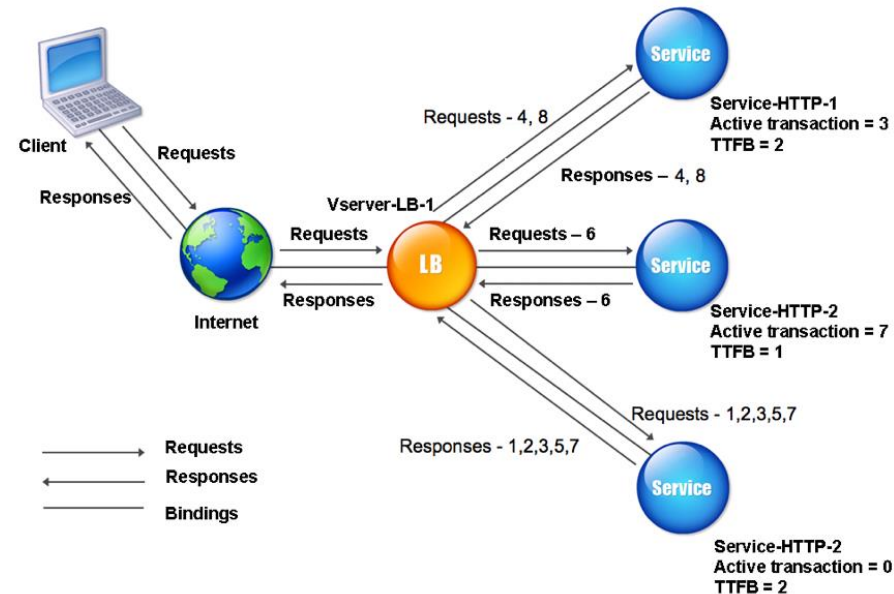 Service
Service-HTTP-1
Active transaction = 3
TTFB = 2
Requests - 4, 8
Client
Requests
Responses
Responses – 4, 8
Vserver-LB-1
Requests
Requests – 6
LB
Service
Responses
Responses – 6
Internet
Service-HTTP-2
Active transaction = 7
TTFB = 1
Requests - 1,2,3,5,7
Responses - 1,2,3,5,7
Requests
Responses
Bindings
Service
Service-HTTP-2
Active transaction = 0
TTFB = 2